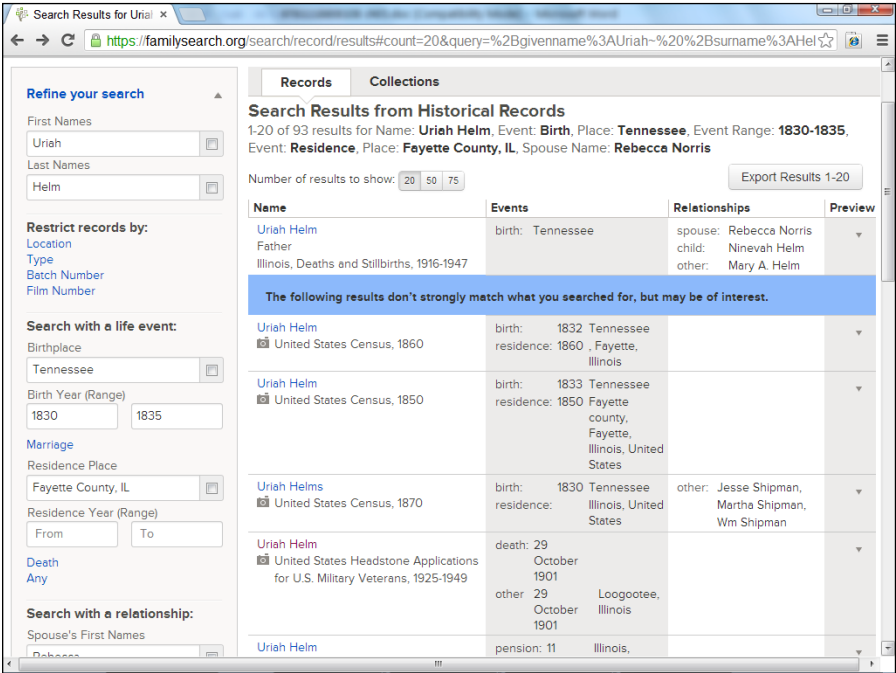 Search Results for Uriah ×
https://familysearch.org/search/record/results#count=20&query=%2Bgivenname%3AUriah~%20%2Bsurname%3AHel
Records Collections
Refine your search
First Names
Uriah
Last Names
Helm
Restrict records by:
Location
Type
Batch Number
Film Number
Search with a life event:
Birthplace
Tennessee
Birth Year (Range)
1830 1835
Marriage
Residence Place
Fayette County, IL
Residence Year (Range)
From To
Death
Any
Search with a relationship:
Spouse's First Names
Rebecca
Search Results from Historical Records
1-20 of 93 results for Name: Uriah Helm, Event: Birth, Place: Tennessee, Event Range: 1830-1835,
Event: Residence, Place: Fayette County, IL, Spouse Name: Rebecca Norris
Number of results to show: 20 50 75 Export Results 1-20
Name Events Relationships Preview
Uriah Helm birth: Tennessee spouse: Rebecca Norris
Father child: Ninevah Helm
Illinois, Deaths and Stillbirths, 1916-1947 other: Mary A. Helm
The following results don't strongly match what you searched for, but may be of interest.
Uriah Helm birth: 1832 Tennessee
United States Census, 1860 residence: 1860 , Fayette,
Illinois
Uriah Helm birth: 1833 Tennessee
United States Census, 1850 residence: 1850 Fayette
county,
Fayette,
Illinois, United
States
Uriah Helms birth: 1830 Tennessee other: Jesse Shipman,
United States Census, 1870 residence: Illinois, United Martha Shipman,
States Wm Shipman
Uriah Helm death: 29
United States Headstone Applications October
for U.S. Military Veterans, 1925-1949 1901
other 29 Loogootee,
October Illinois
1901
Uriah Helm pension: 11 Illinois,